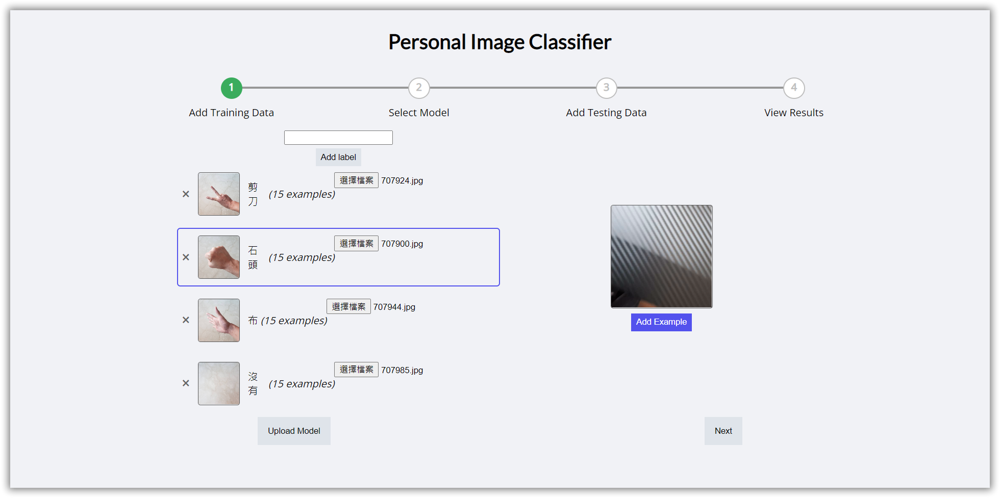 Personal Image Classifier
1
2
3
4
Add Training Data
Select Model
Add Testing Data
View Results
Add label
剪
刀
(15 examples)
選擇檔案 707924.jpg
石
頭
(15 examples)
選擇檔案 707900.jpg
布 (15 examples)
選擇檔案 707944.jpg
沒
有
(15 examples)
選擇檔案 707985.jpg
Add Example
Upload Model
Next